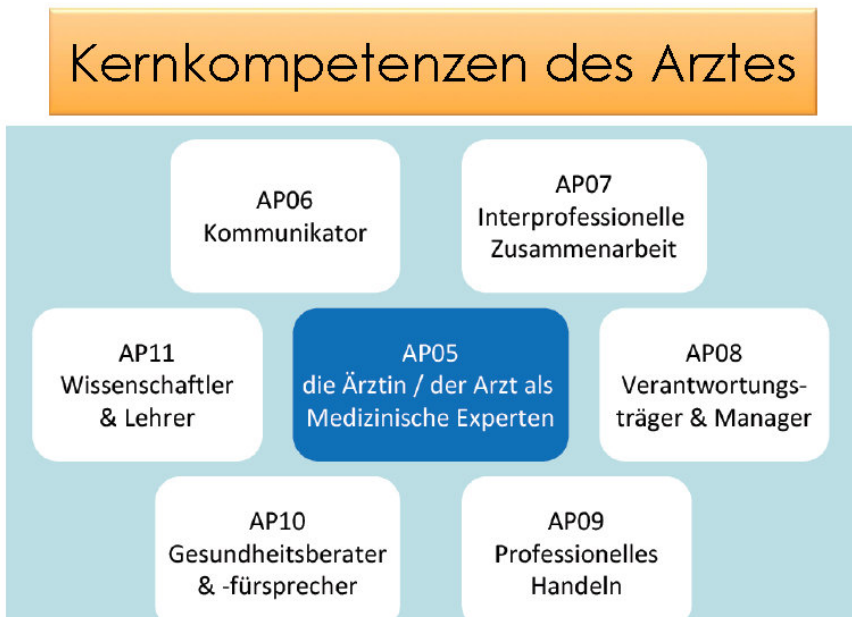 Kernkompetenzen des Arztes
AP06
Kommunikator
AP07
Interprofessionelle
Zusammenarbeit
AP11
Wissenschaftler
& Lehrer
AP05
die Ärztin / der Arzt als
Medizinische Experten
AP08
Verantwortungs-
träger & Manager
AP10
Gesundheitsberater
& -fürsprecher
AP09
Professionelles
Handeln